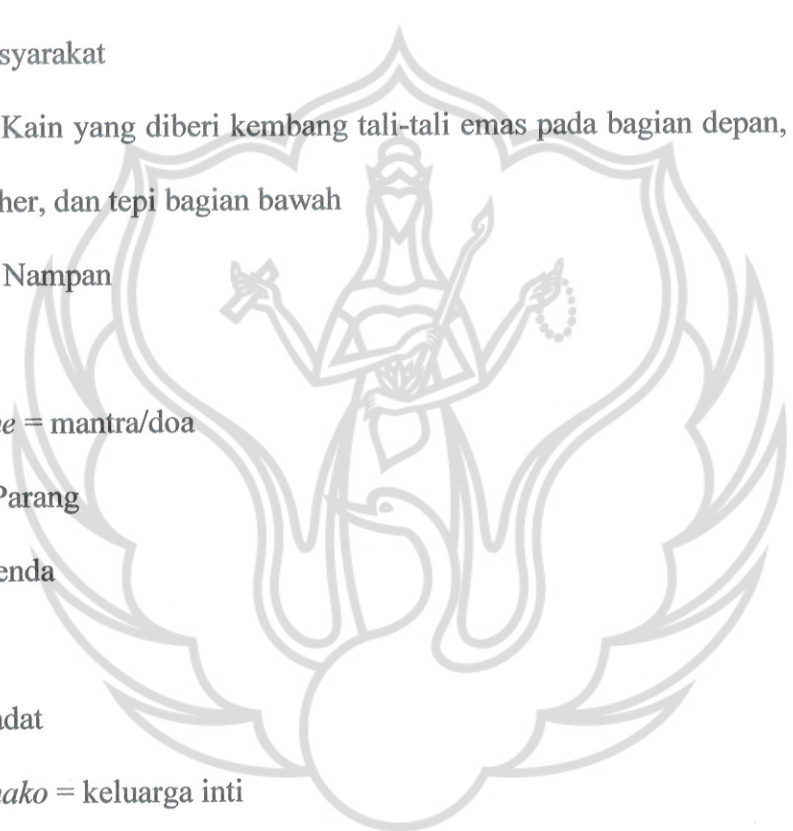 syarakat
Kain yang diberi kembang tali-tali emas pada bagian depan,
her, dan tepi bagian bawah
Nampan
e = mantra/doa
Parang
enda
adat
ako = keluarga inti